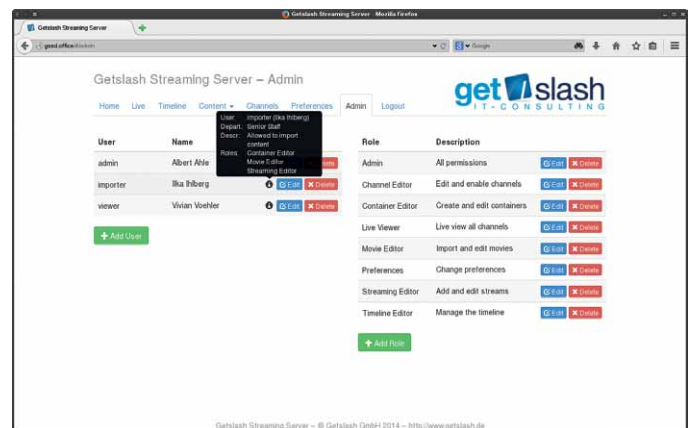 Getslash Streaming Server - Mozilla Firefox
Getslash Streaming Server
gssd.office/#/admin
Google
Getslash Streaming Server – Admin
get slash
IT-CONSULTING
Home Live Timeline Content Channels Preferences Admin Logout
User: importer (Ilka Ihlberg)
Depart.: Senior Staff
Descr.: Allowed to import
content
Roles: Container Editor
Movie Editor
Streaming Editor
User Name
admin Albert Ahle Delete
importer Ilka Ihlberg Edit Delete
viewer Vivian Voehler Edit Delete
Add User
Role Description
Admin All permissions Edit Delete
Channel Editor Edit and enable channels Edit Delete
Container Editor Create and edit containers Edit Delete
Live Viewer Live view all channels Edit Delete
Movie Editor Import and edit movies Edit Delete
Preferences Change preferences Edit Delete
Streaming Editor Add and edit streams Edit Delete
Timeline Editor Manage the timeline Edit Delete
Add Role
Getslash Streaming Server – © Getslash GmbH 2014 – http://www.getslash.de